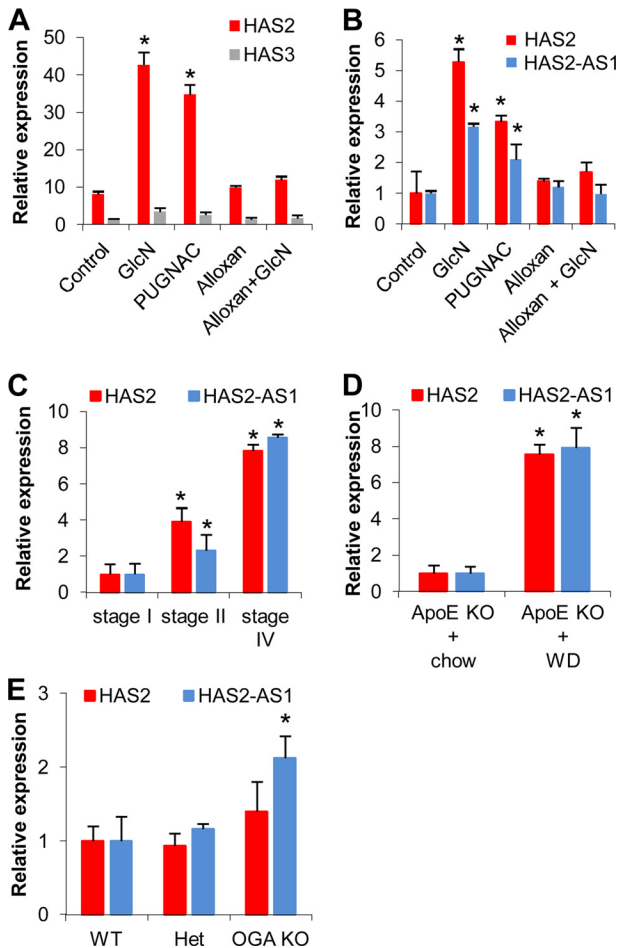 A
HAS2
HAS3
Relative expression
50
40
30
20
10
0
*
*
Control
GlcN
PUGNAC
Alloxan
Alloxan+GlcN
B
HAS2
HAS2-AS1
Relative expression
6
5
4
3
2
1
0
*
*
*
*
Control
GlcN
PUGNAC
Alloxan
Alloxan + GlcN
C
HAS2 HAS2-AS1
Relative expression
10
8
6
4
2
0
*
*
*
*
stage I stage II stage
IV
D
HAS2 HAS2-AS1
Relative expression
10
8
6
4
2
0
*
*
ApoE KO ApoE KO
+ +
chow WD
E
HAS2 HAS2-AS1
Relative expression
3
2
1
0
*
WT Het OGA KO